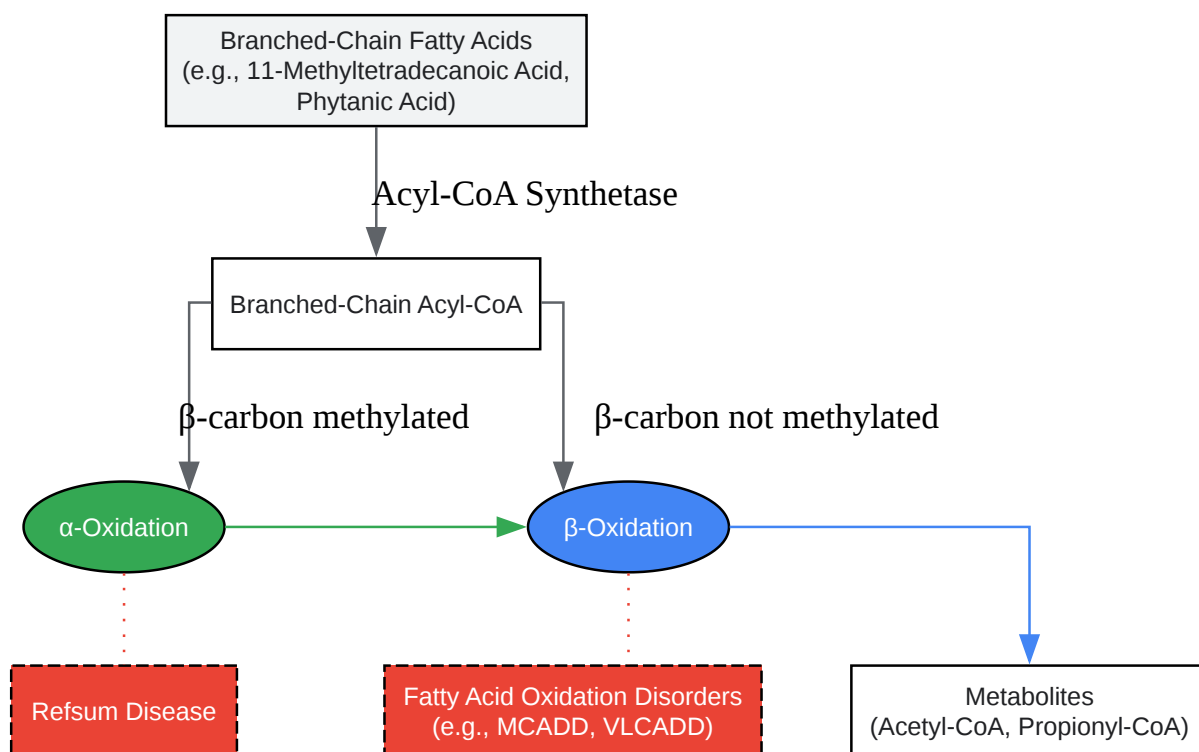 Branched-Chain Fatty Acids
(e.g., 11-Methyltetradecanoic Acid,
Phytanic Acid)
Acyl-CoA Synthetase
Branched-Chain Acyl-CoA
β-carbon methylated
β-carbon not methylated
α-Oxidation
β-Oxidation
Refsum Disease
Fatty Acid Oxidation Disorders
(e.g., MCADD, VLCADD)
Metabolites
(Acetyl-CoA, Propionyl-CoA)